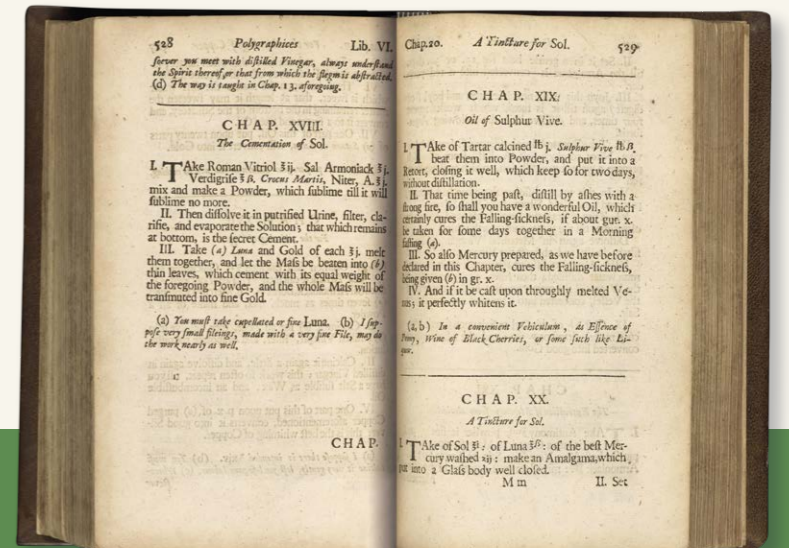 528 Polygraphices Lib. VI.
soever you meet with distilled Vinegar, always understand
the Spirit thereof, or that from which the flegm is abstracted.
(d) The way is taught in Chap. 13. aforegoing.
CHAP. XVIII.
The Cementation of Sol.
I. TAke Roman Vitriol ℥ij. Sal Armoniack ℥j.
Verdigrise ℥ß. Crocus Martis, Niter, A.℥j.
mix and make a Powder, which sublime till it will
sublime no more.
II. Then dissolve it in putrified Urine, filter, cla-
rifie, and evaporate the Solution; that which remains
at bottom, is the secret Cement.
III. Take (a) Luna and Gold of each ℥j. melt
them together, and let the Mass be beaten into (b)
thin leaves, which cement with its equal weight of
the foregoing Powder, and the whole Mass will be
transmuted into fine Gold.
(a) You must take cupellated or fine Luna. (b) I sup-
pose very small fileings, made with a very fine File, may do
the work nearly as well.
CHAP.
Chap.20. A Tincture for Sol. 529
CHAP. XIX.
Oil of Sulphur Vive.
I. TAke of Tartar calcined ℔ j. Sulphur Vive ℔ ß.
beat them into Powder, and put it into a
Retort, closing it well, which keep so for two days,
without distillation.
II. That time being past, distill by ashes with a
strong fire, so shall you have a wonderful Oil, which
certainly cures the Falling-sickness, if about gut. x.
be taken for some days together in a Morning
fasting (a).
III. So also Mercury prepared, as we have before
declared in this Chapter, cures the Falling-sickness,
being given (b) in gr. x.
IV. And if it be cast upon throughly melted Ve-
nus; it perfectly whitens it.
(a, b) In a convenient Vehiculum, as Essence of
Peony, Wine of Black Cherries, or some such like Li-
quor.
CHAP. XX.
A Tincture for Sol.
I. TAke of Sol ℥i: of Luna ℥ß: of the best Mer-
cury washed ℥ii: make an Amalgama, which
put into a Glass body well closed.
M m II. Set